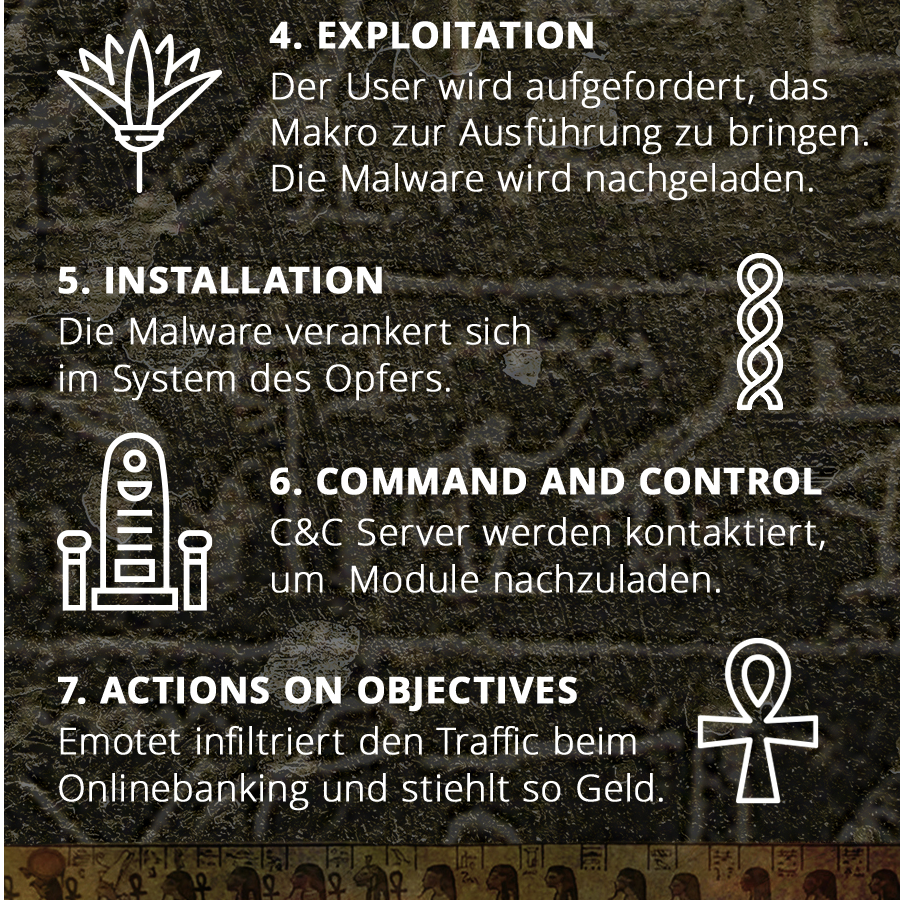 4. EXPLOITATION
Der User wird aufgefordert, das
Makro zur Ausführung zu bringen.
Die Malware wird nachgeladen.
5. INSTALLATION
Die Malware verankert sich
im System des Opfers.
6. COMMAND AND CONTROL
C&C Server werden kontaktiert,
um  Module nachzuladen.
7. ACTIONS ON OBJECTIVES
Emotet infiltriert den Traffic beim
Onlinebanking und stiehlt so Geld.